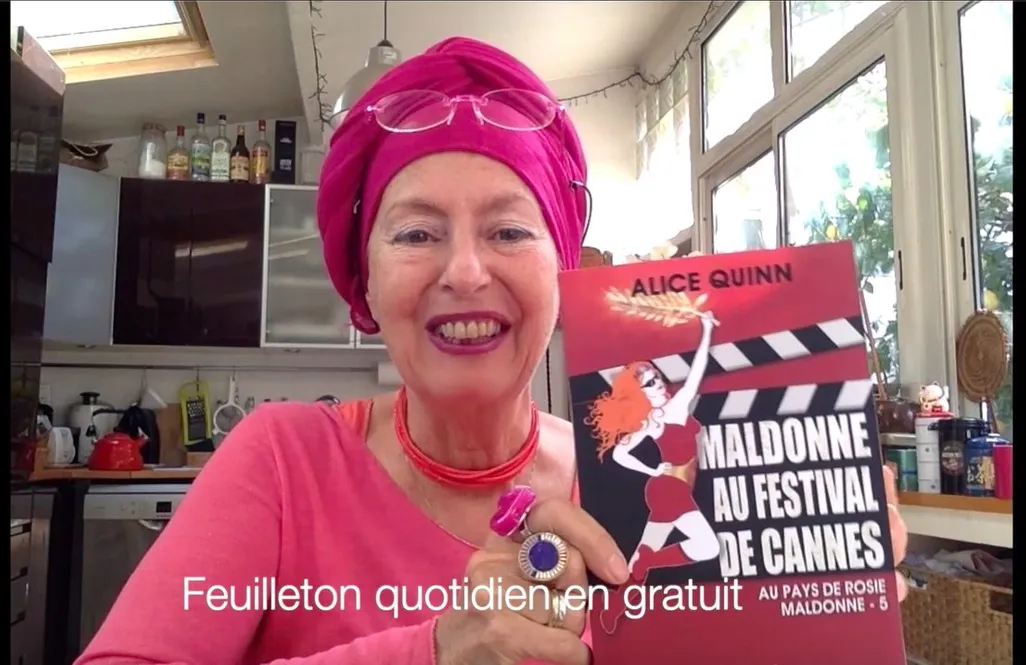 ALICE QUINN
MALDONNE
AU FESTIVAL
DE CANNES
AU PAYS DE ROSIE
MALDONNE - 5
Feuilleton quotidien en gratuit